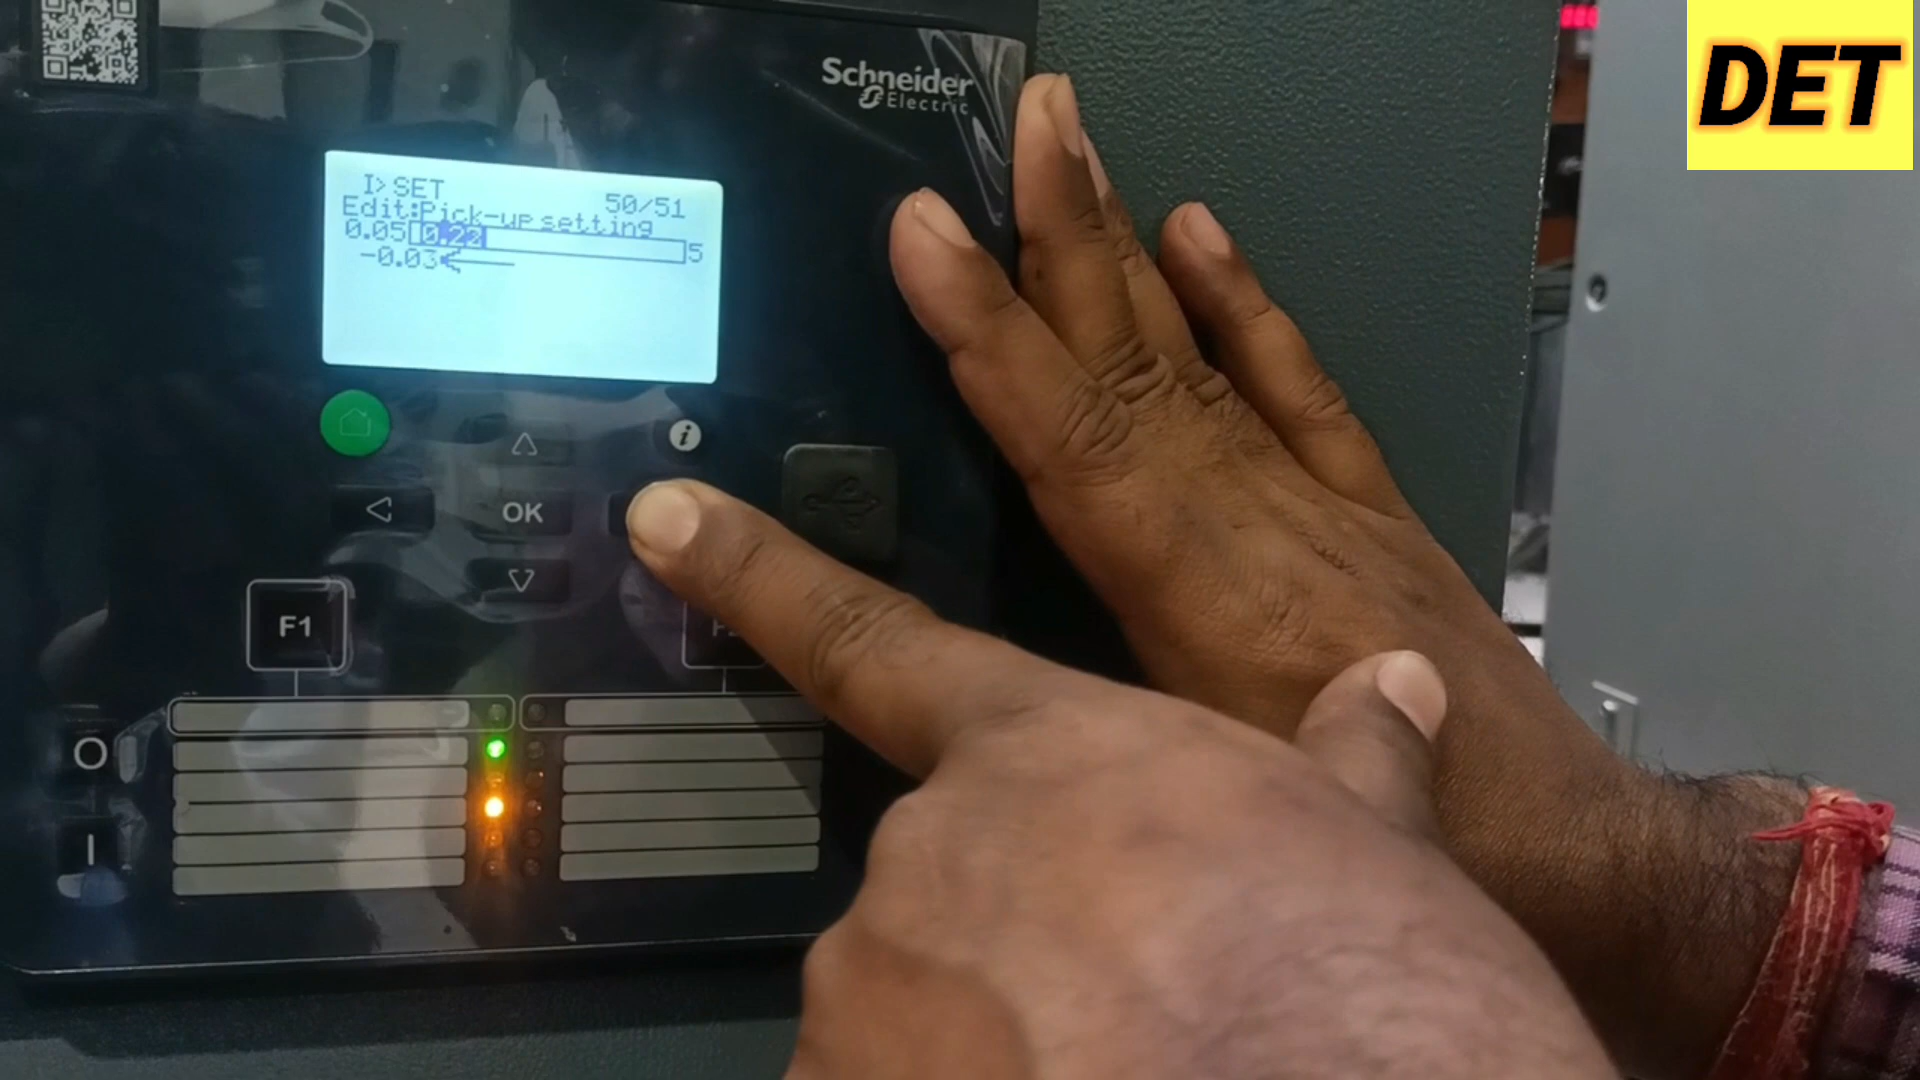 Schneider
Electric
DET
I> SET 50/51
Edit:Pick-up setting
0.05 0.22 5
-0.03
i
OK
F1
O
I